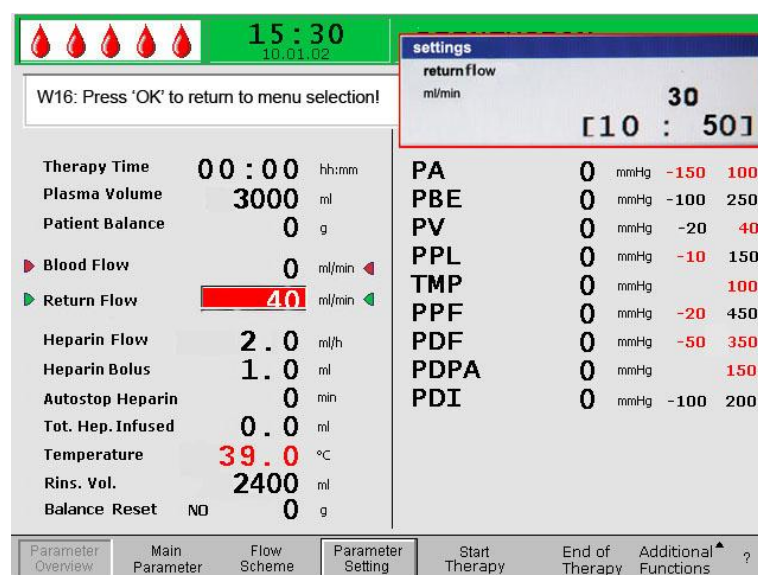 15:30
10.01.02
settings
return flow
ml/min 30
[10 : 50]
W16: Press 'OK' to return to menu selection!
Therapy Time 00:00 hh:mm
Plasma Volume 3000 ml
Patient Balance 0 g
Blood Flow 0 ml/min
Return Flow 40 ml/min
Heparin Flow 2.0 ml/h
Heparin Bolus 1.0 ml
Autostop Heparin 0 min
Tot. Hep. Infused 0.0 ml
Temperature 39.0 °C
Rins. Vol. 2400 ml
Balance Reset NO 0 g
PA 0 mmHg -150 100
PBE 0 mmHg -100 250
PV 0 mmHg -20 40
PPL 0 mmHg -10 150
TMP 0 mmHg 100
PPF 0 mmHg -20 450
PDF 0 mmHg -50 350
PDPA 0 mmHg 150
PDI 0 mmHg -100 200
Parameter Overview
Main Parameter
Flow Scheme
Parameter Setting
Start Therapy
End of Therapy
Additional Functions
?